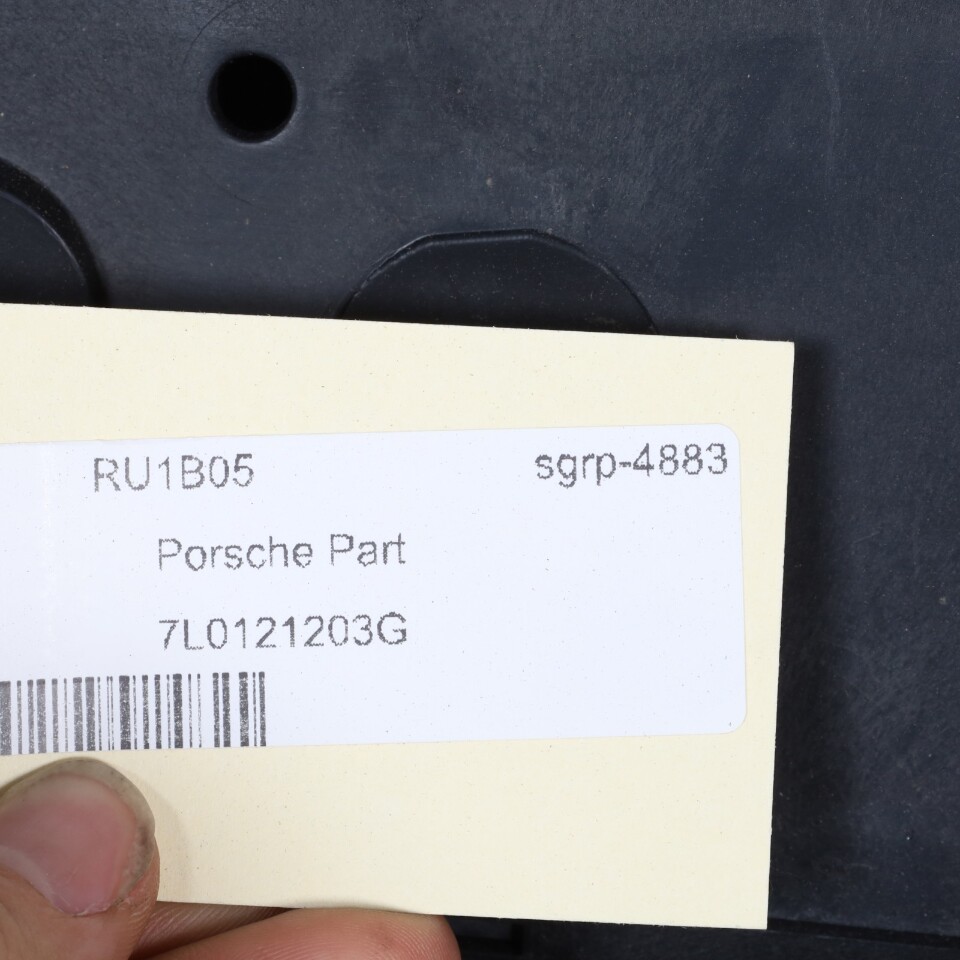 RU1B05 sgrp-4883
Porsche Part
7L0121203G